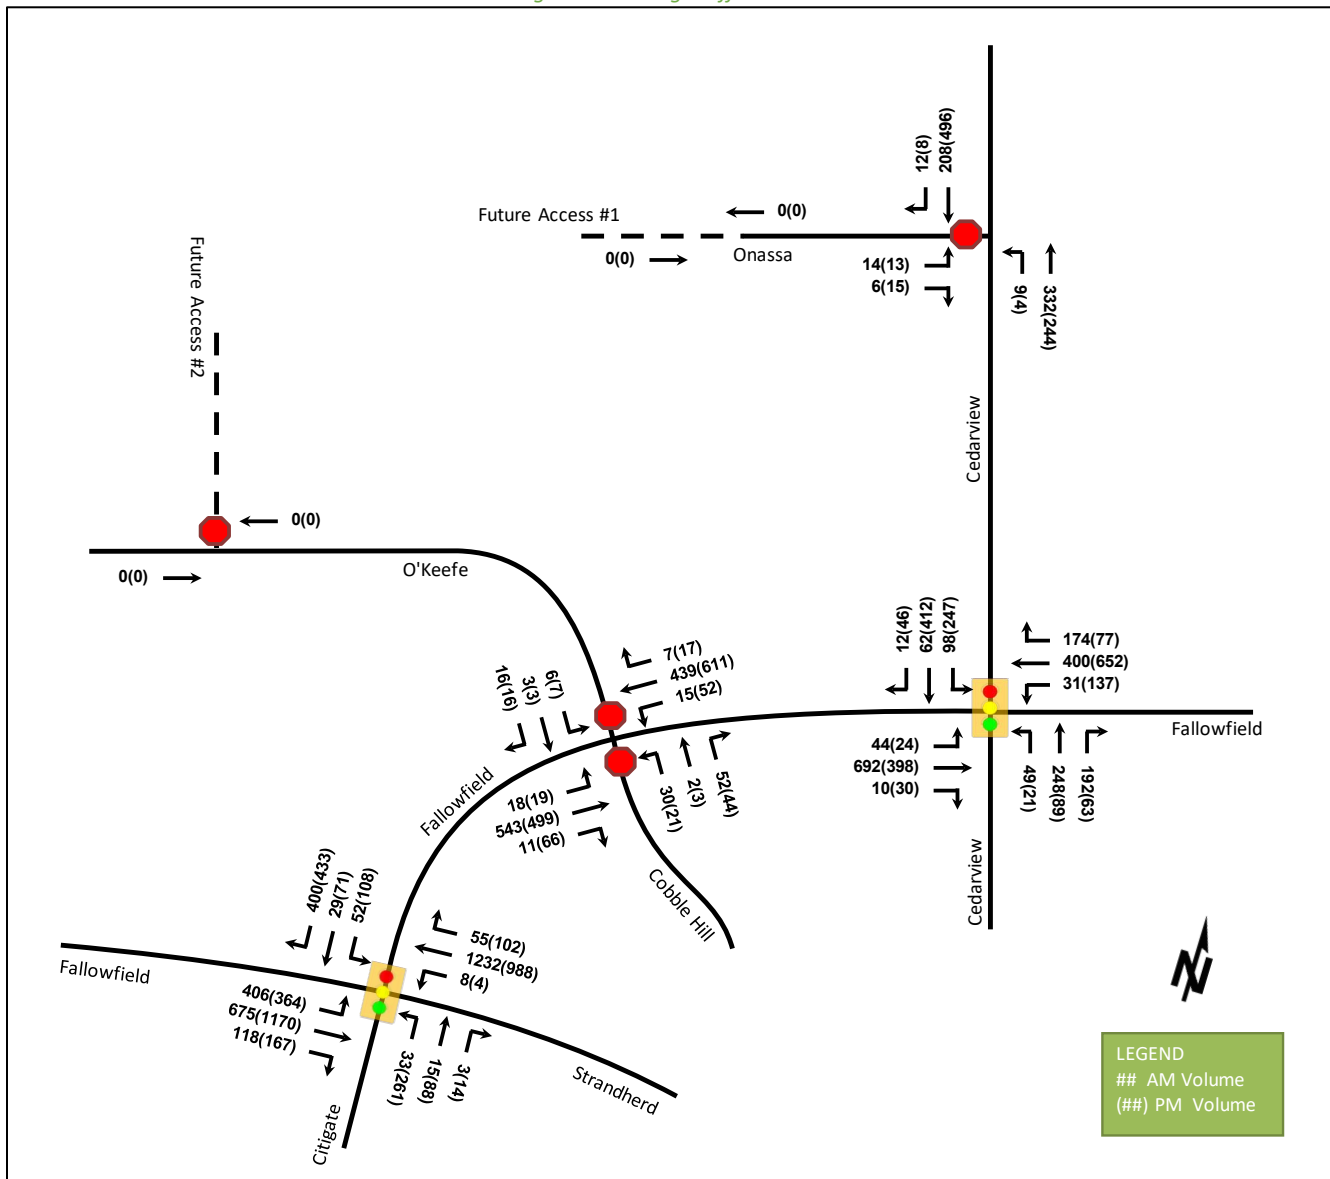 12(8)
208(496)
Future Access #1
0(0)
0(0)
Onassa
14(13)
6(15)
9(4)
332(244)
Future Access #2
Cedarview
0(0)
0(0)
O'Keefe
12(46)
62(412)
98(247)
174(77)
400(652)
31(137)
Fallowfield
44(24)
692(398)
10(30)
49(21)
248(89)
192(63)
Cedarview
16(16)
3(3)
6(7)
7(17)
439(611)
15(52)
Fallowfield
18(19)
543(499)
11(66)
30(21)
2(3)
52(44)
Cobble Hill
400(433)
29(71)
52(108)
55(102)
1232(988)
8(4)
Fallowfield
406(364)
675(1170)
118(167)
33(261)
15(88)
3(14)
Strandherd
Citigate
N
LEGEND
## AM Volume
(##) PM Volume